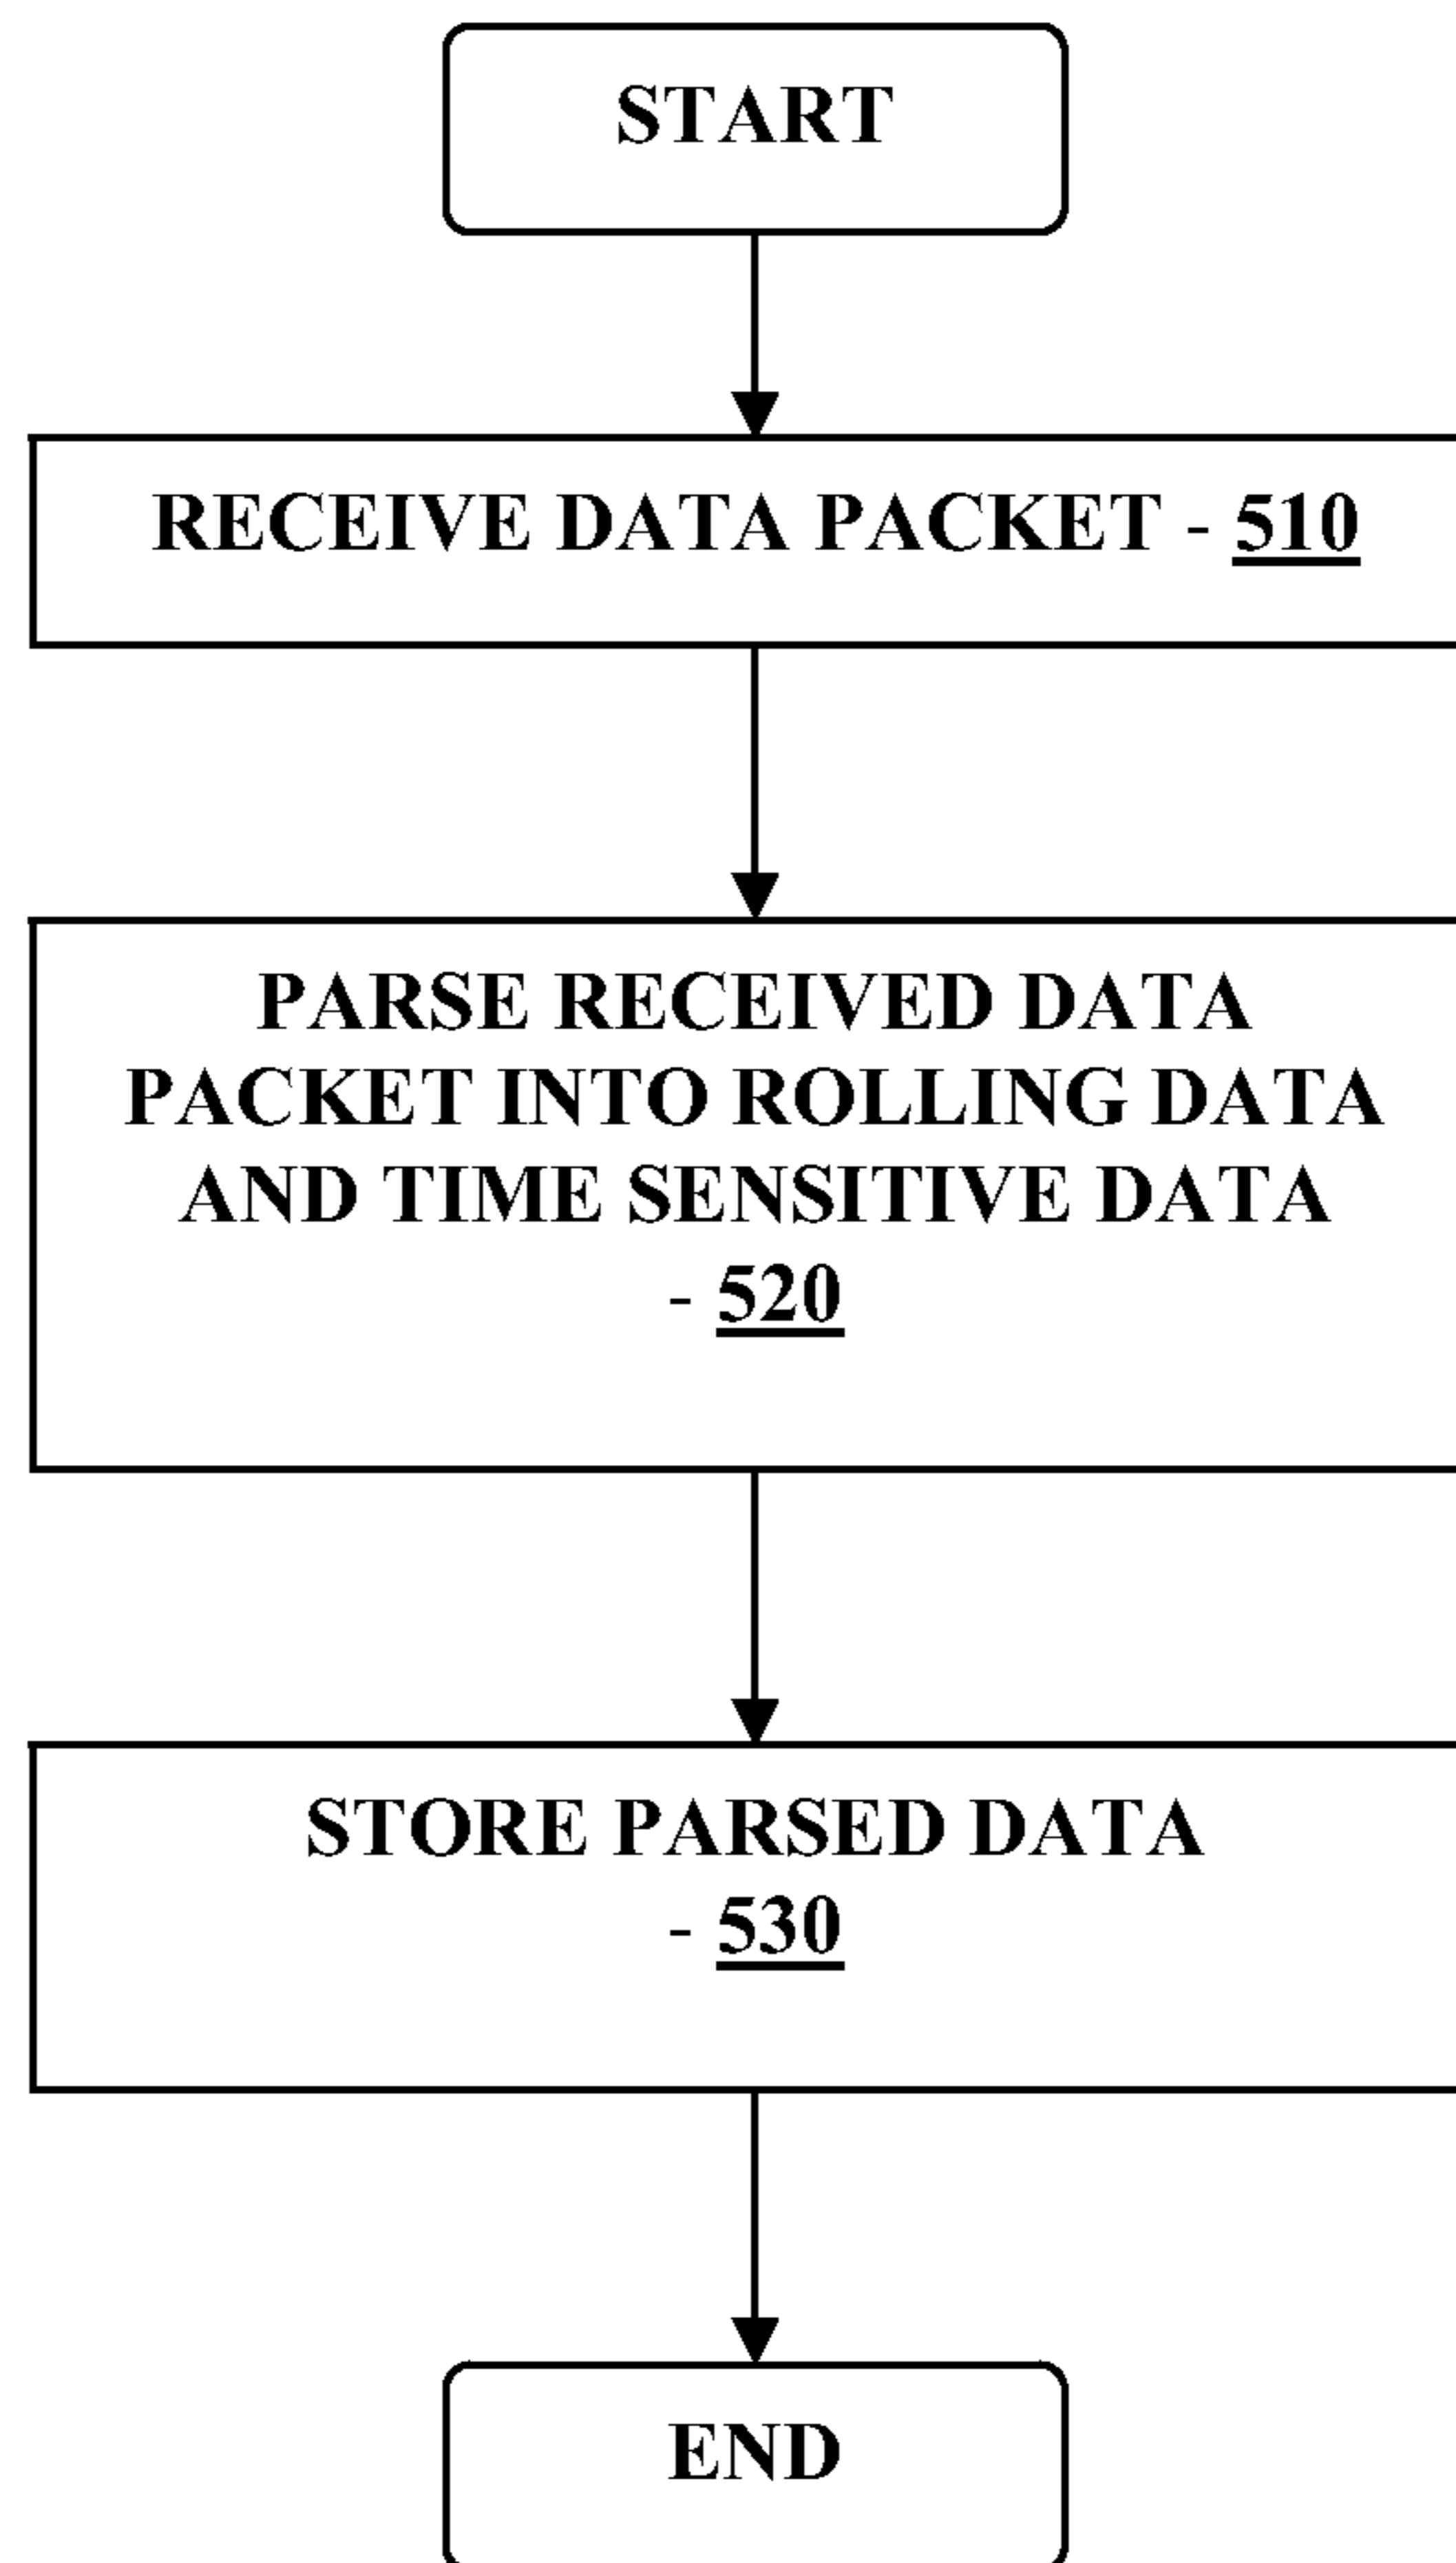 START
RECEIVE DATA PACKET - 510
PARSE RECEIVED DATA
PACKET INTO ROLLING DATA
AND TIME SENSITIVE DATA
- 520
STORE PARSED DATA
- 530
END